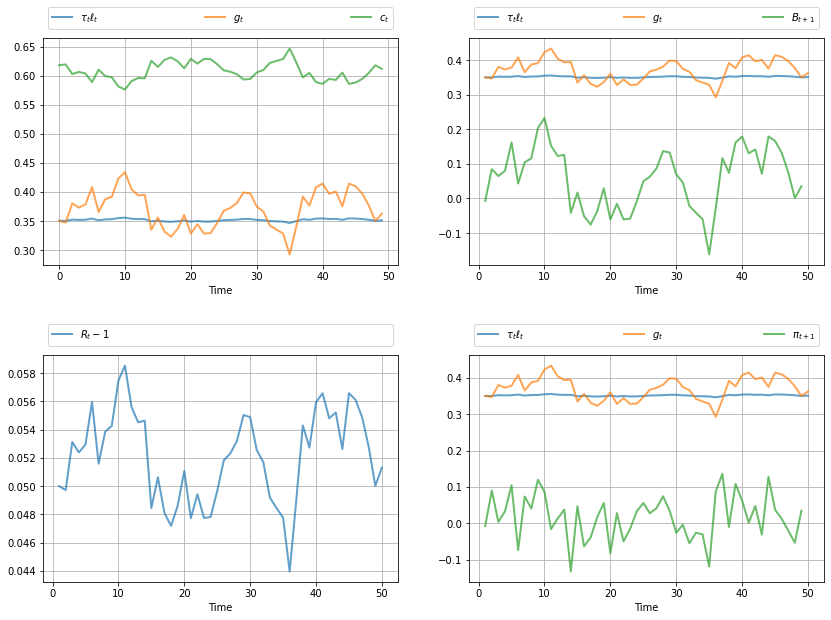 τₜℓₜ gₜ cₜ
0.65
0.60
0.55
0.50
0.45
0.40
0.35
0.30
0 10 20 30 40 50
Time
τₜℓₜ gₜ Bₜ₊₁
0.4
0.3
0.2
0.1
0.0
−0.1
0 10 20 30 40 50
Time
Rₜ − 1
0.058
0.056
0.054
0.052
0.050
0.048
0.046
0.044
0 10 20 30 40 50
Time
τₜℓₜ gₜ πₜ₊₁
0.4
0.3
0.2
0.1
0.0
−0.1
0 10 20 30 40 50
Time